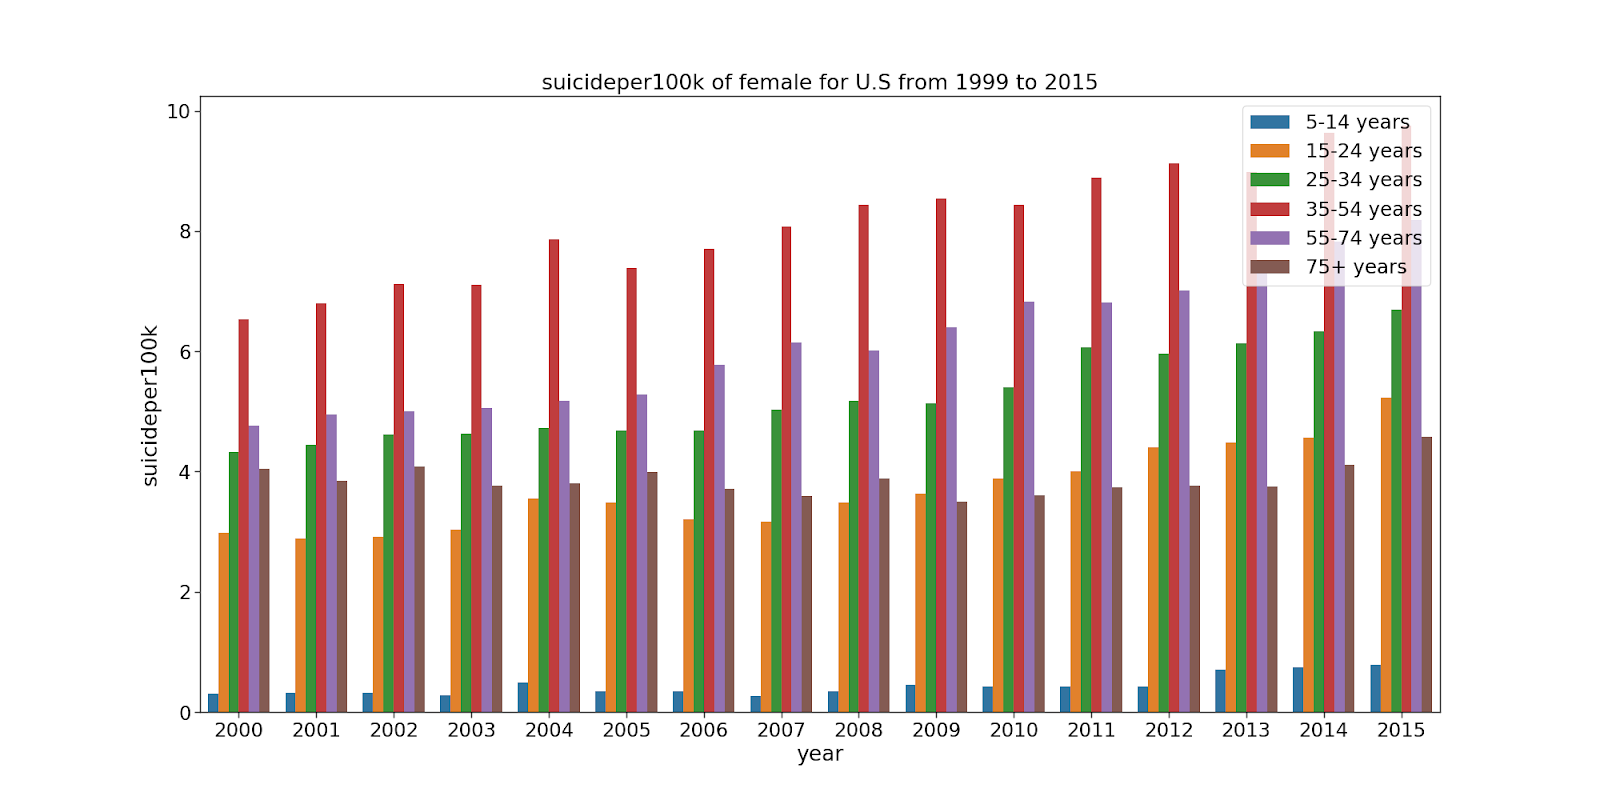 suicideper100k of female for U.S from 1999 to 2015
10
8
6
4
2
0
suicideper100k
5-14 years
15-24 years
25-34 years
35-54 years
55-74 years
75+ years
2000 2001 2002 2003 2004 2005 2006 2007 2008 2009 2010 2011 2012 2013 2014 2015
year